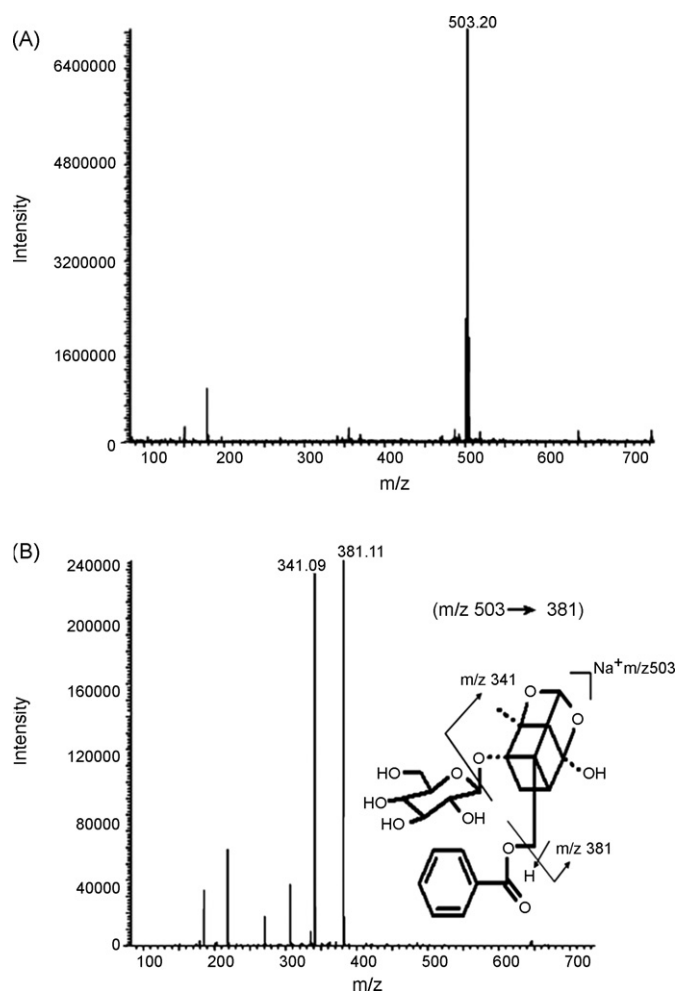 (A)
503.20
6400000
4800000
3200000
1600000
0
Intensity
100 200 300 400 500 600 700
m/z
(B)
240000
200000
160000
120000
80000
40000
0
Intensity
341.09 381.11
(m/z 503→ 381)
Na+ m/z503
m/z 341
O
O
O
OH
HO
O
HO
HO
OH
O
H
m/z 381
O
100 200 300 400 500 600 700
m/z